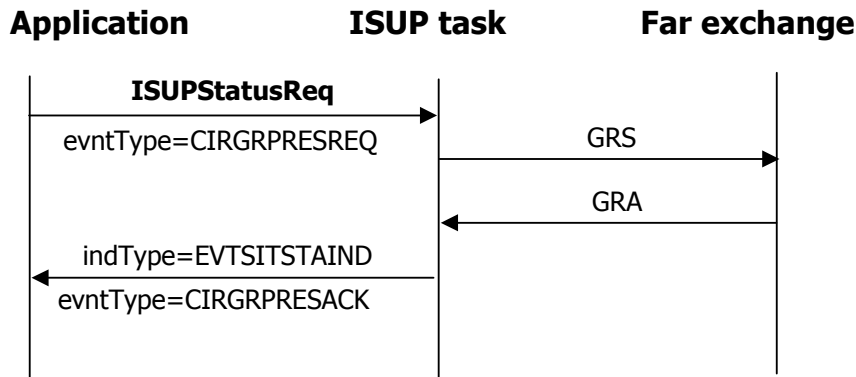 Application ISUP task Far exchange
ISUPStatusReq
evntType=CIRGRPRESREQ
GRS
GRA
indType=EVTSITSTAIND
evntType=CIRGRPRESACK